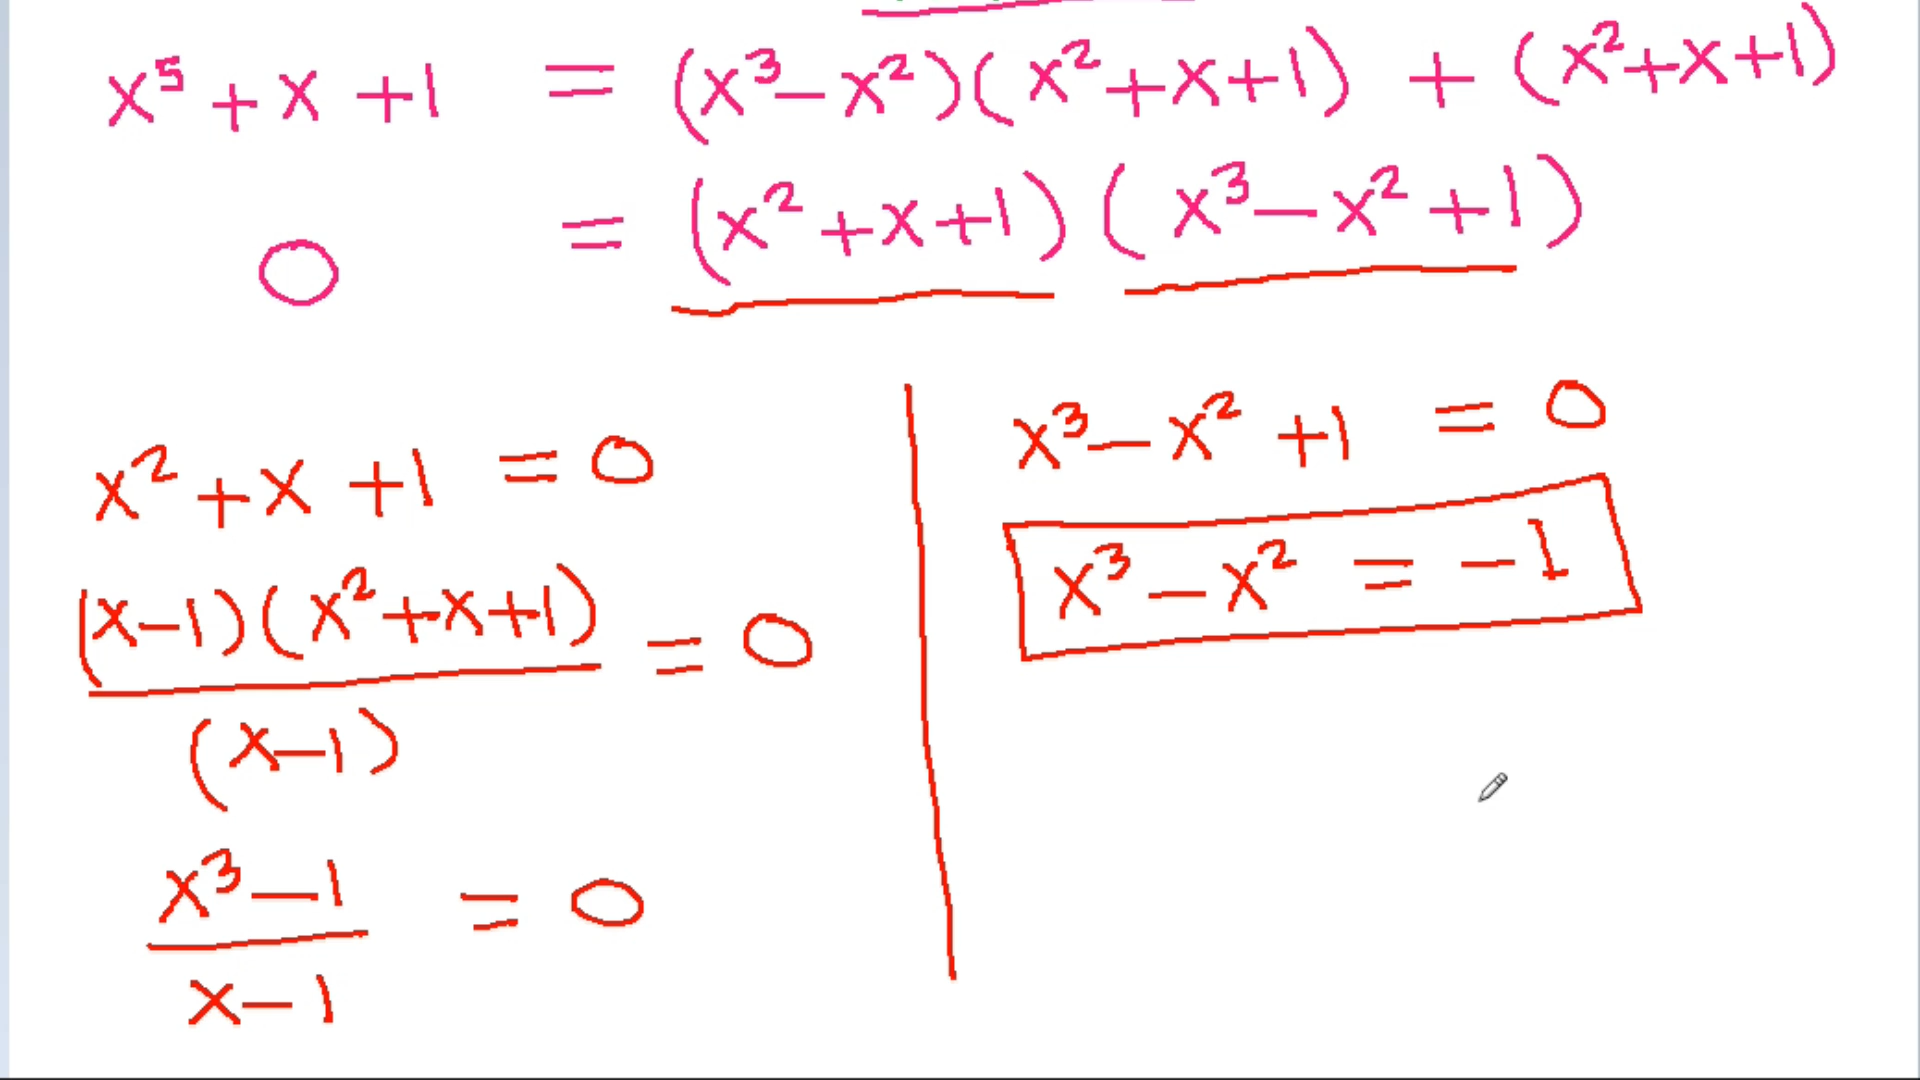 x⁵ + x + 1 = (x³ − x²)(x² + x + 1) + (x² + x + 1)
0 = (x² + x + 1)(x³ − x² + 1)
x² + x + 1 = 0
(x−1)(x² + x + 1) = 0
(x−1)
x³ − 1 = 0
x − 1
x³ − x² + 1 = 0
x³ − x² = −1